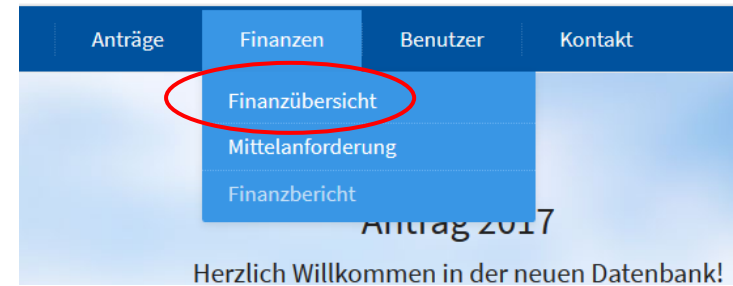 Anträge Finanzen Benutzer Kontakt
Finanzübersicht
Mittelanforderung
Finanzbericht
Antrag 2017
Herzlich Willkommen in der neuen Datenbank!